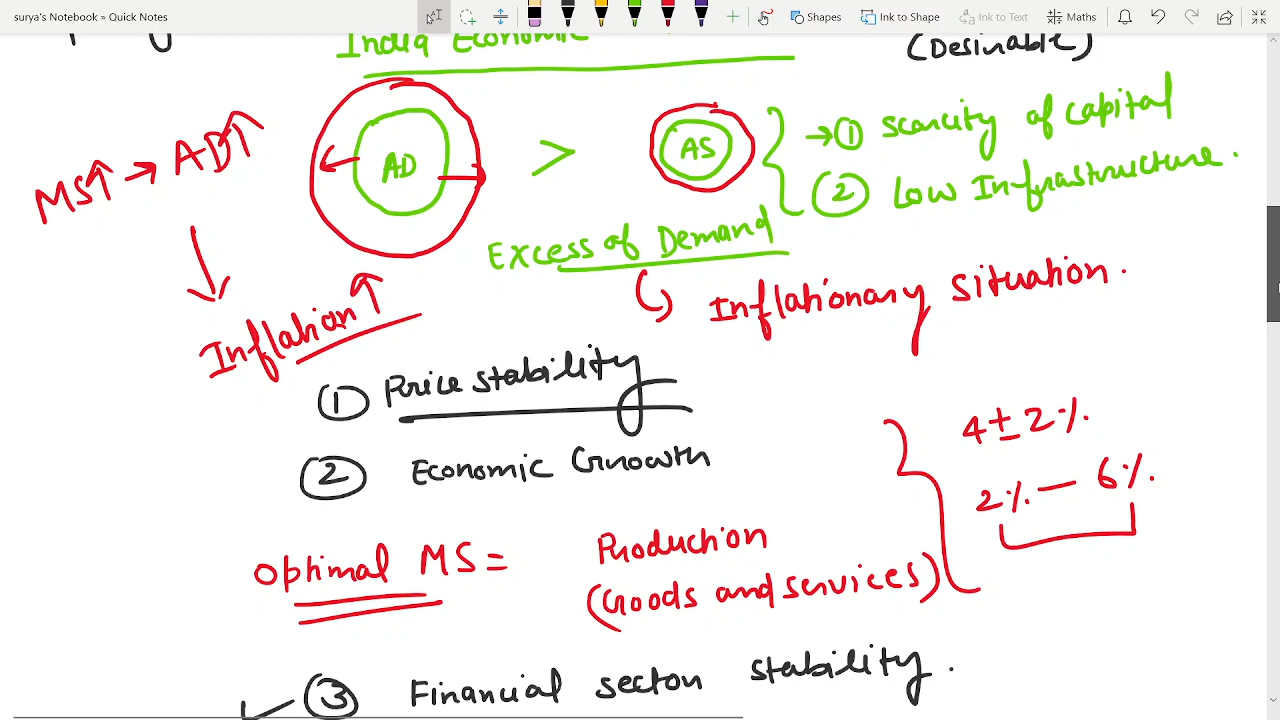 surya's Notebook » Quick Notes
Shapes
Ink to Shape
Ink to Text
Maths
India Economic
(Desirable)
MS↑ → AD↑
AD > AS
→ ① Scarcity of capital
② Low Infrastructure.
Excess of Demand
Inflationary situation.
Inflation ↑
① Price stability
② Economic Growth
4 ± 2 %
2% — 6%.
Optimal MS = Production
(Goods and services)
③ Financial sector stability.